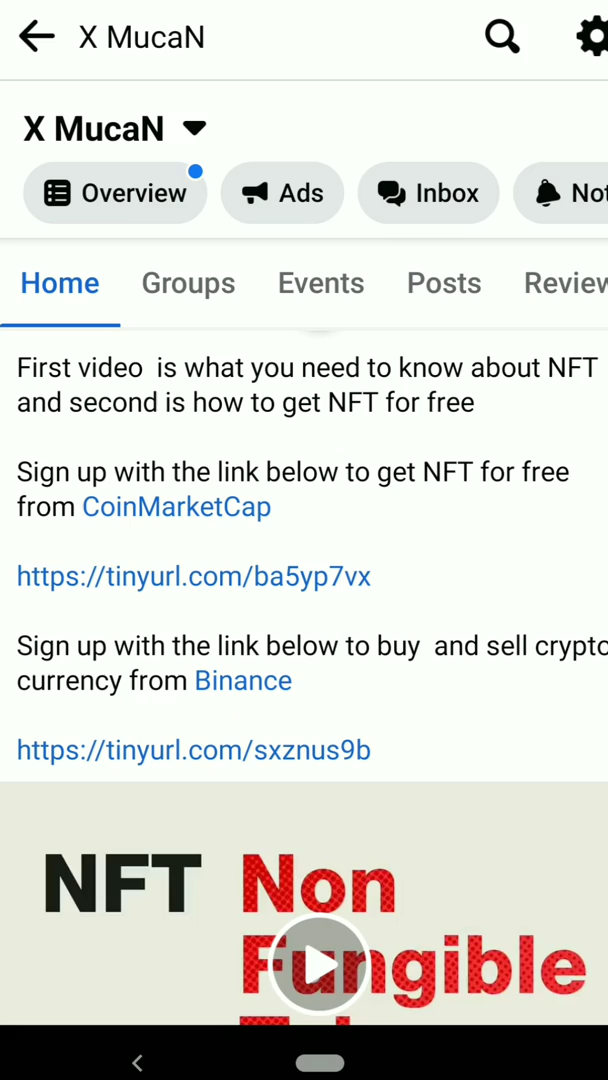 X MucaN
X MucaN
Overview Ads Inbox
Home Groups Events Posts
First video is what you need to know about NFT
and second is how to get NFT for free
Sign up with the link below to get NFT for free
from CoinMarketCap
https://tinyurl.com/ba5yp7vx
Sign up with the link below to buy and sell crypto
currency from Binance
https://tinyurl.com/sxznus9b
NFT Non
Fungible